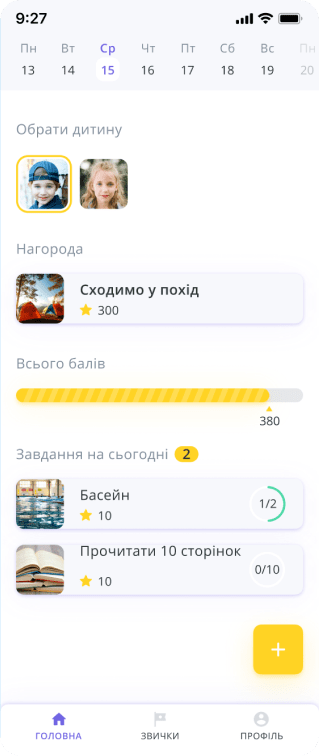 9:27
Пн Вт Ср Чт Пт Сб Вс Пн
13 14 15 16 17 18 19 20
Обрати дитину
Нагорода
Сходимо у похід
300
Всього балів
380
Завдання на сьогодні 2
Басейн
10
1/2
Прочитати 10 сторінок
10
0/10
+
ГОЛОВНА ЗВИЧКИ ПРОФІЛЬ